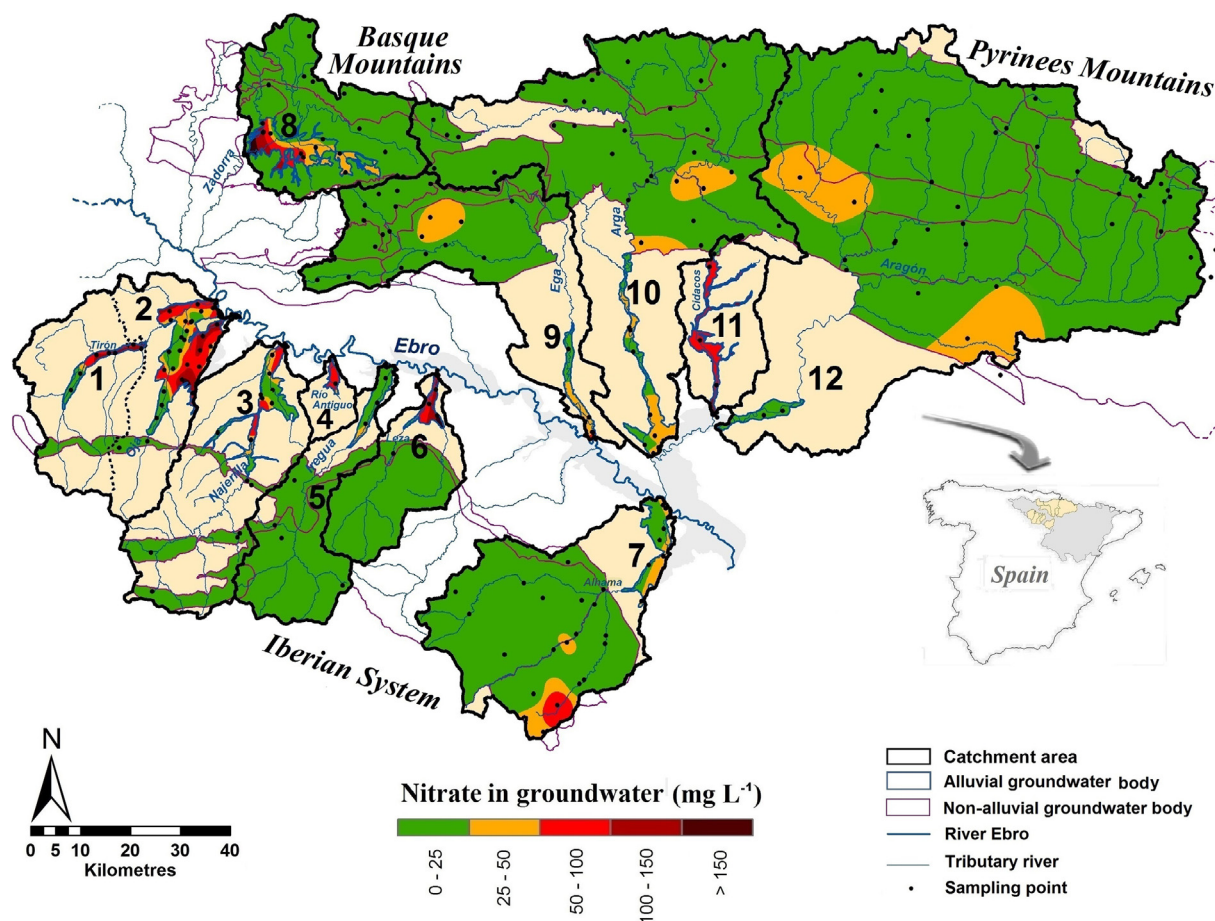 Basque
Mountains
Pyrinees Mountains
8
Zadorra
Arga
Aragón
Ega
Cidacos
10
2
9
11
Tirón
Ebro
1
12
3
Río
Antiguo
4
Oja
Iregua
eza
6
Najerilla
5
7
Alhama
Spain
Iberian System
N
0 5 10 20 30 40
Kilometres
Nitrate in groundwater (mg L⁻¹)
0 - 25
25 - 50
50 - 100
100 - 150
> 150
Catchment area
Alluvial groundwater body
Non-alluvial groundwater body
River Ebro
Tributary river
Sampling point